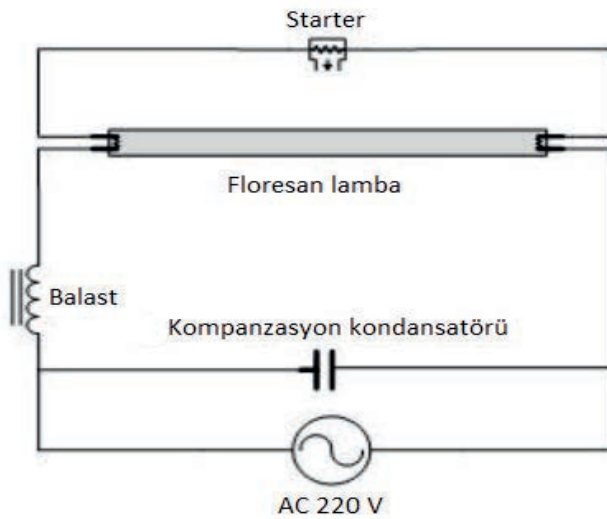 Starter
Floresan lamba
Balast
Kompanzasyon kondansatörü
AC 220 V